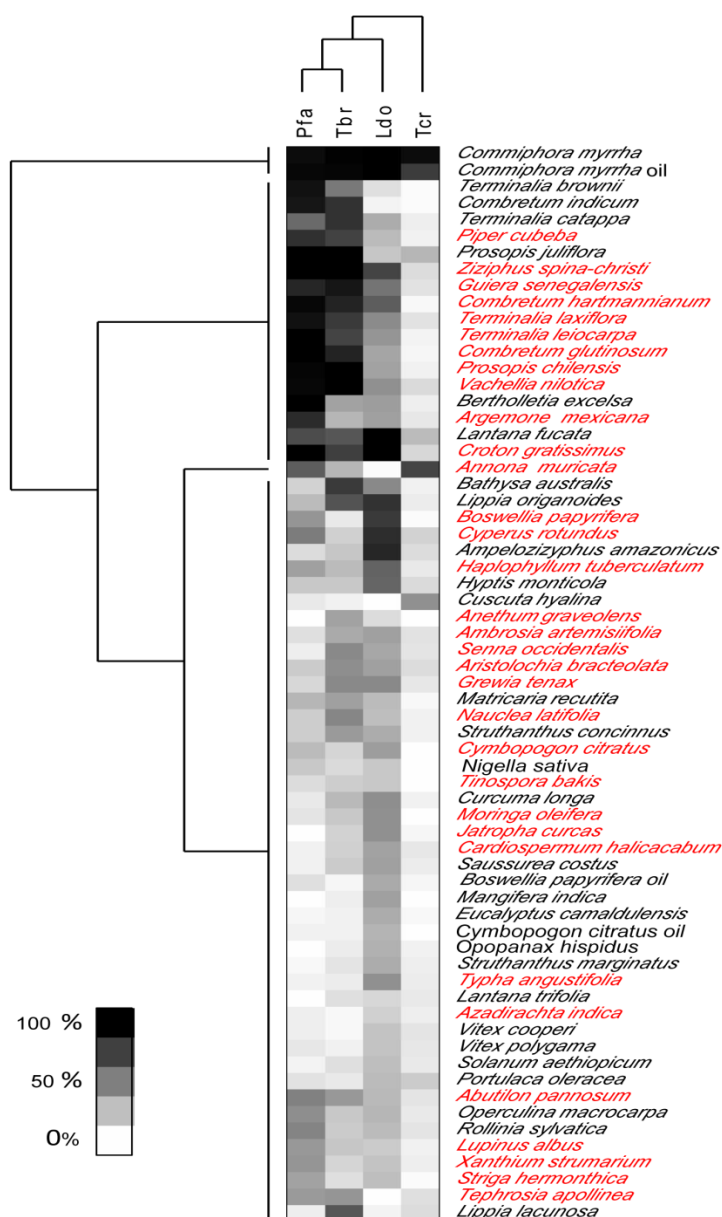 Pfa Tbr Ldo Tcr
Commiphora myrrha
Commiphora myrrha oil
Terminalia brownii
Combretum indicum
Terminalia catappa
Piper cubeba
Prosopis juliflora
Ziziphus spina-christi
Guiera senegalensis
Combretum hartmannianum
Terminalia laxiflora
Terminalia leiocarpa
Combretum glutinosum
Prosopis chilensis
Vachellia nilotica
Bertholletia excelsa
Argemone mexicana
Lantana fucata
Croton gratissimus
Annona muricata
Bathysa australis
Lippia origanoides
Boswellia papyrifera
Cyperus rotundus
Ampelozizyphus amazonicus
Haplophyllum tuberculatum
Hyptis monticola
Cuscuta hyalina
Anethum graveolens
Ambrosia artemisiifolia
Senna occidentalis
Aristolochia bracteolata
Grewia tenax
Matricaria recutita
Nauclea latifolia
Struthanthus concinnus
Cymbopogon citratus
Nigella sativa
Tinospora bakis
Curcuma longa
Moringa oleifera
Jatropha curcas
Cardiospermum halicacabum
Saussurea costus
Boswellia papyrifera oil
Mangifera indica
Eucalyptus camaldulensis
Cymbopogon citratus oil
Opopanax hispidus
Struthanthus marginatus
Typha angustifolia
Lantana trifolia
Azadirachta indica
Vitex cooperi
Vitex polygama
Solanum aethiopicum
Portulaca oleracea
Abutilon pannosum
Operculina macrocarpa
Rollinia sylvatica
Lupinus albus
Xanthium strumarium
Striga hermonthica
Tephrosia apollinea
Lippia lacunosa
100 %
50 %
0%